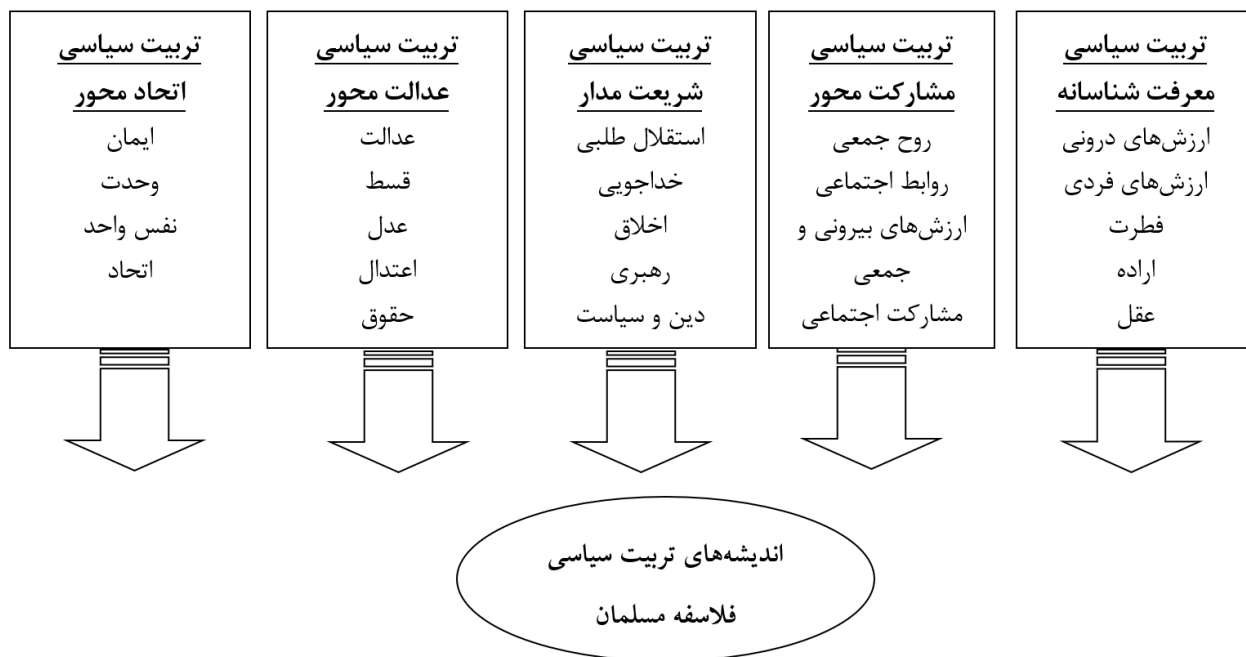 تربیت سیاسی
معرفت شناسانه
ارزش‌های درونی
ارزش‌های فردی
فطرت
اراده
عقل
تربیت سیاسی
مشارکت محور
روح جمعی
روابط اجتماعی
ارزش‌های بیرونی و
جمعی
مشارکت اجتماعی
تربیت سیاسی
شریعت مدار
استقلال طلبی
خداجویی
اخلاق
رهبری
دین و سیاست
تربیت سیاسی
عدالت محور
عدالت
قسط
عدل
اعتدال
حقوق
تربیت سیاسی
اتحاد محور
ایمان
وحدت
نفس واحد
اتحاد
اندیشه‌های تربیت سیاسی
فلاسفه مسلمان